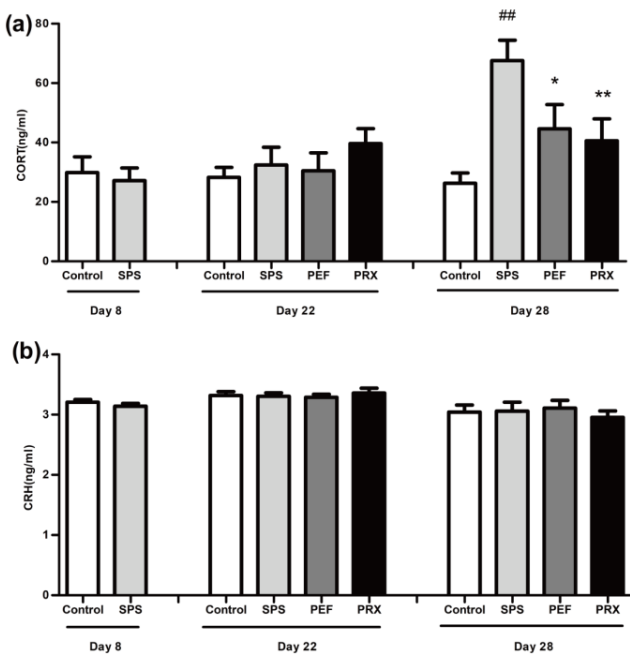 (a)
CORT(ng/ml)
80
60
40
20
0
##
*
**
Control SPS Control SPS PEF PRX Control SPS PEF PRX
Day 8 Day 22 Day 28
(b)
CRH(ng/ml)
4
3
2
1
0
Control SPS Control SPS PEF PRX Control SPS PEF PRX
Day 8 Day 22 Day 28